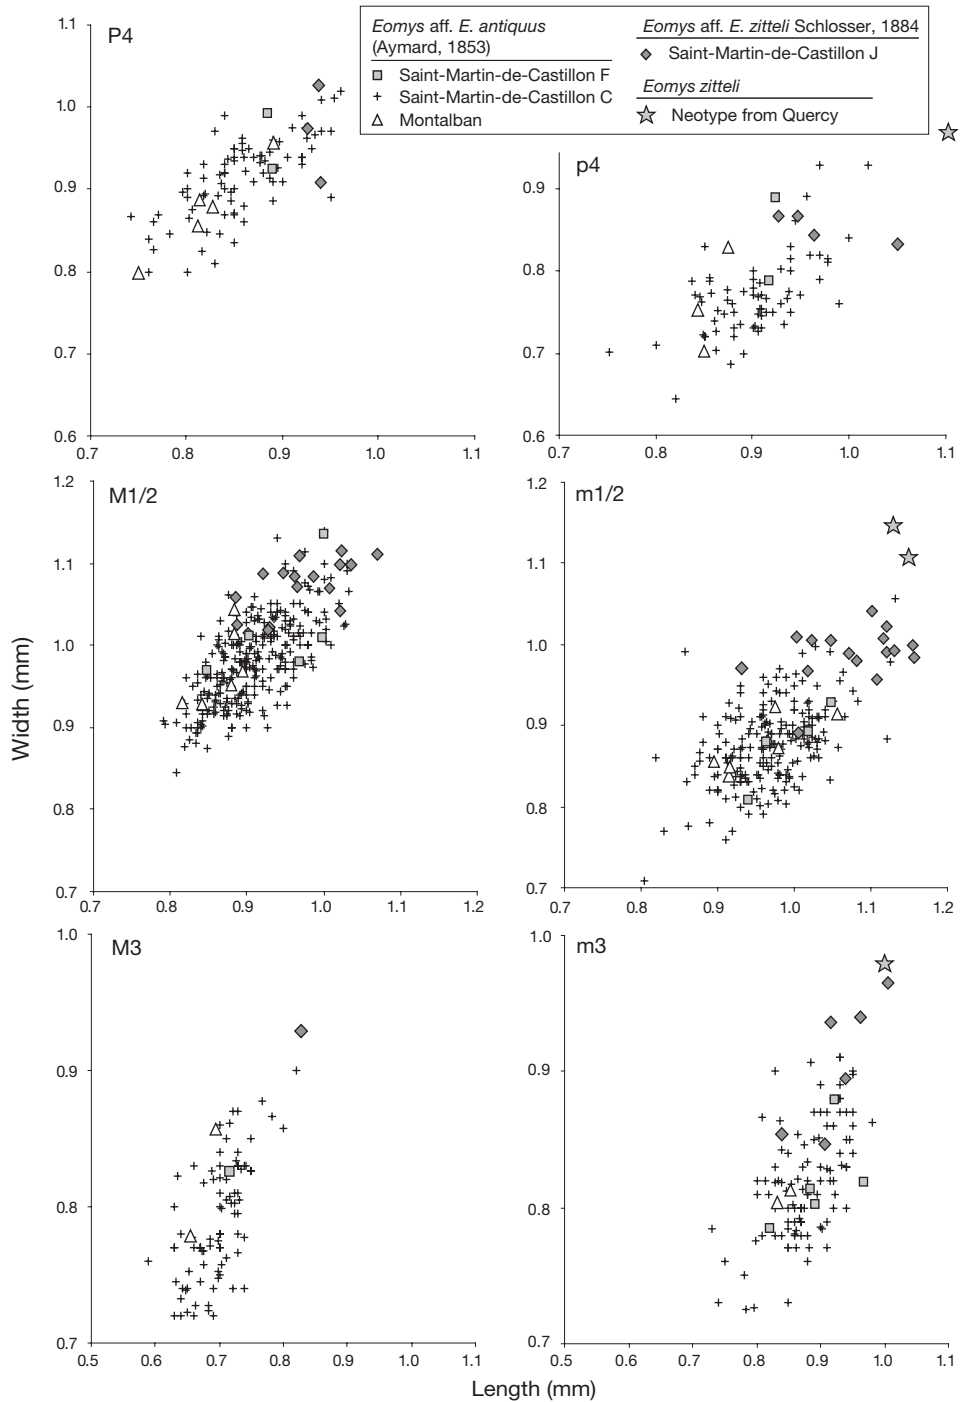 Eomys aff. E. antiquus
(Aymard, 1853)
Saint-Martin-de-Castillon F
Saint-Martin-de-Castillon C
Montalban
Eomys aff. E. zitteli Schlosser, 1884
Saint-Martin-de-Castillon J
Eomys zitteli
Neotype from Quercy
P4
1.1
1.0
0.9
0.8
0.7
0.6
0.7 0.8 0.9 1.0 1.1
p4
0.9
0.8
0.7
0.6
0.7 0.8 0.9 1.0 1.1
M1/2
1.2
1.1
1.0
0.9
0.8
0.7
0.7 0.8 0.9 1.0 1.1 1.2
m1/2
1.2
1.1
1.0
0.9
0.8
0.7
0.7 0.8 0.9 1.0 1.1 1.2
M3
1.0
0.9
0.8
0.7
0.5 0.6 0.7 0.8 0.9 1.0 1.1
m3
1.0
0.9
0.8
0.7
0.5 0.6 0.7 0.8 0.9 1.0 1.1
Width (mm)
Length (mm)